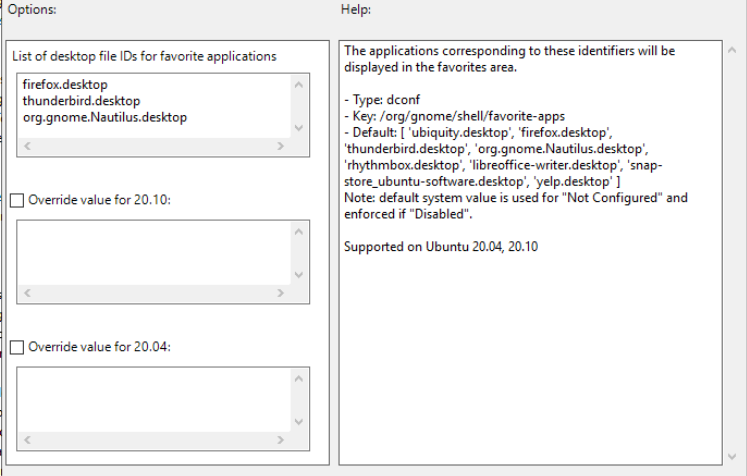 Options:
Help:
List of desktop file IDs for favorite applications
firefox.desktop
thunderbird.desktop
org.gnome.Nautilus.desktop
Override value for 20.10:
Override value for 20.04:
The applications corresponding to these identifiers will be
displayed in the favorites area.
- Type: dconf
- Key: /org/gnome/shell/favorite-apps
- Default: [ 'ubiquity.desktop', 'firefox.desktop',
'thunderbird.desktop', 'org.gnome.Nautilus.desktop',
'rhythmbox.desktop', 'libreoffice-writer.desktop', 'snap-
store_ubuntu-software.desktop', 'yelp.desktop' ]
Note: default system value is used for "Not Configured" and
enforced if "Disabled".
Supported on Ubuntu 20.04, 20.10